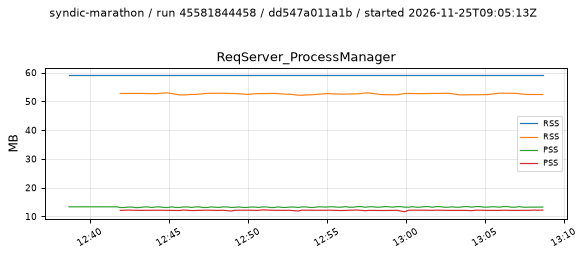 syndic-marathon / run 45581844458 / dd547a011a1b / started 2026-11-25T09:05:13Z
ReqServer_ProcessManager
MB
60
50
40
30
20
10
RSS
RSS
PSS
PSS
12:40
12:45
12:50
12:55
13:00
13:05
13:10